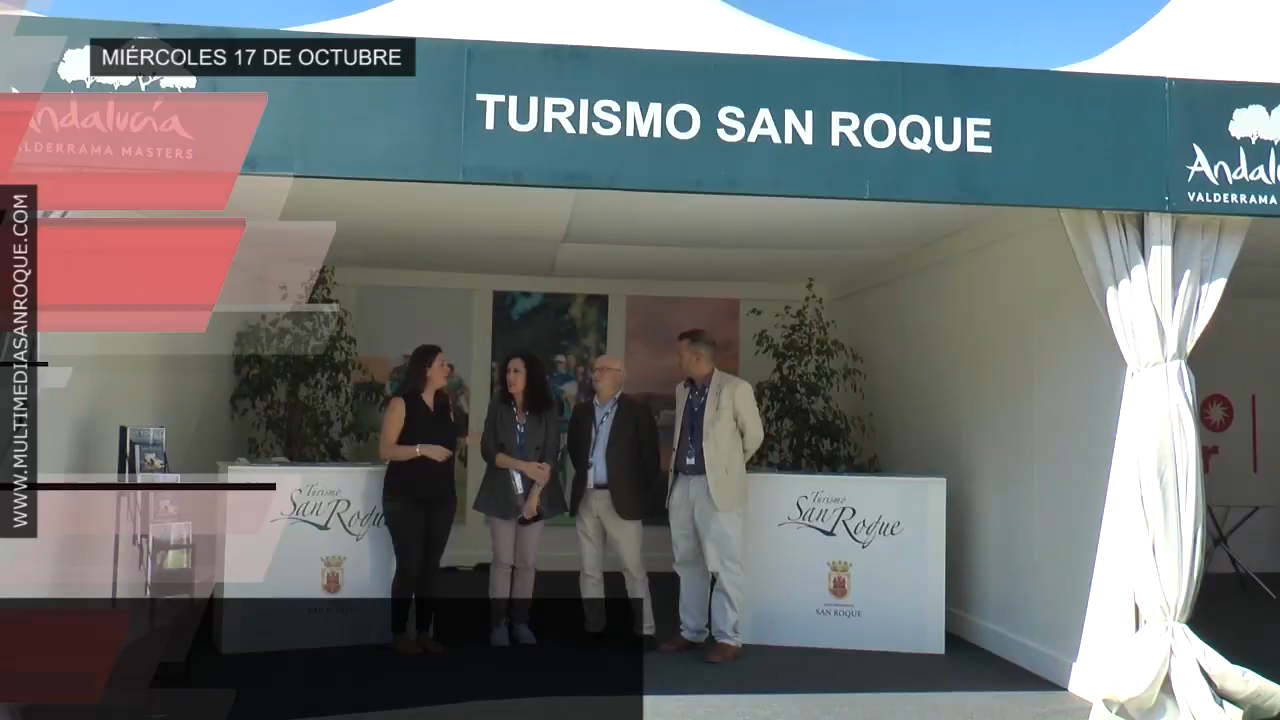 MIÉRCOLES 17 DE OCTUBRE
TURISMO SAN ROQUE
Andalucía
VALDERRAMA MASTERS
Andalu
VALDERRAMA
WWW.MULTIMEDIASANROQUE.COM
Turismo
San Roque
Turismo
San Roque
SAN ROQUE